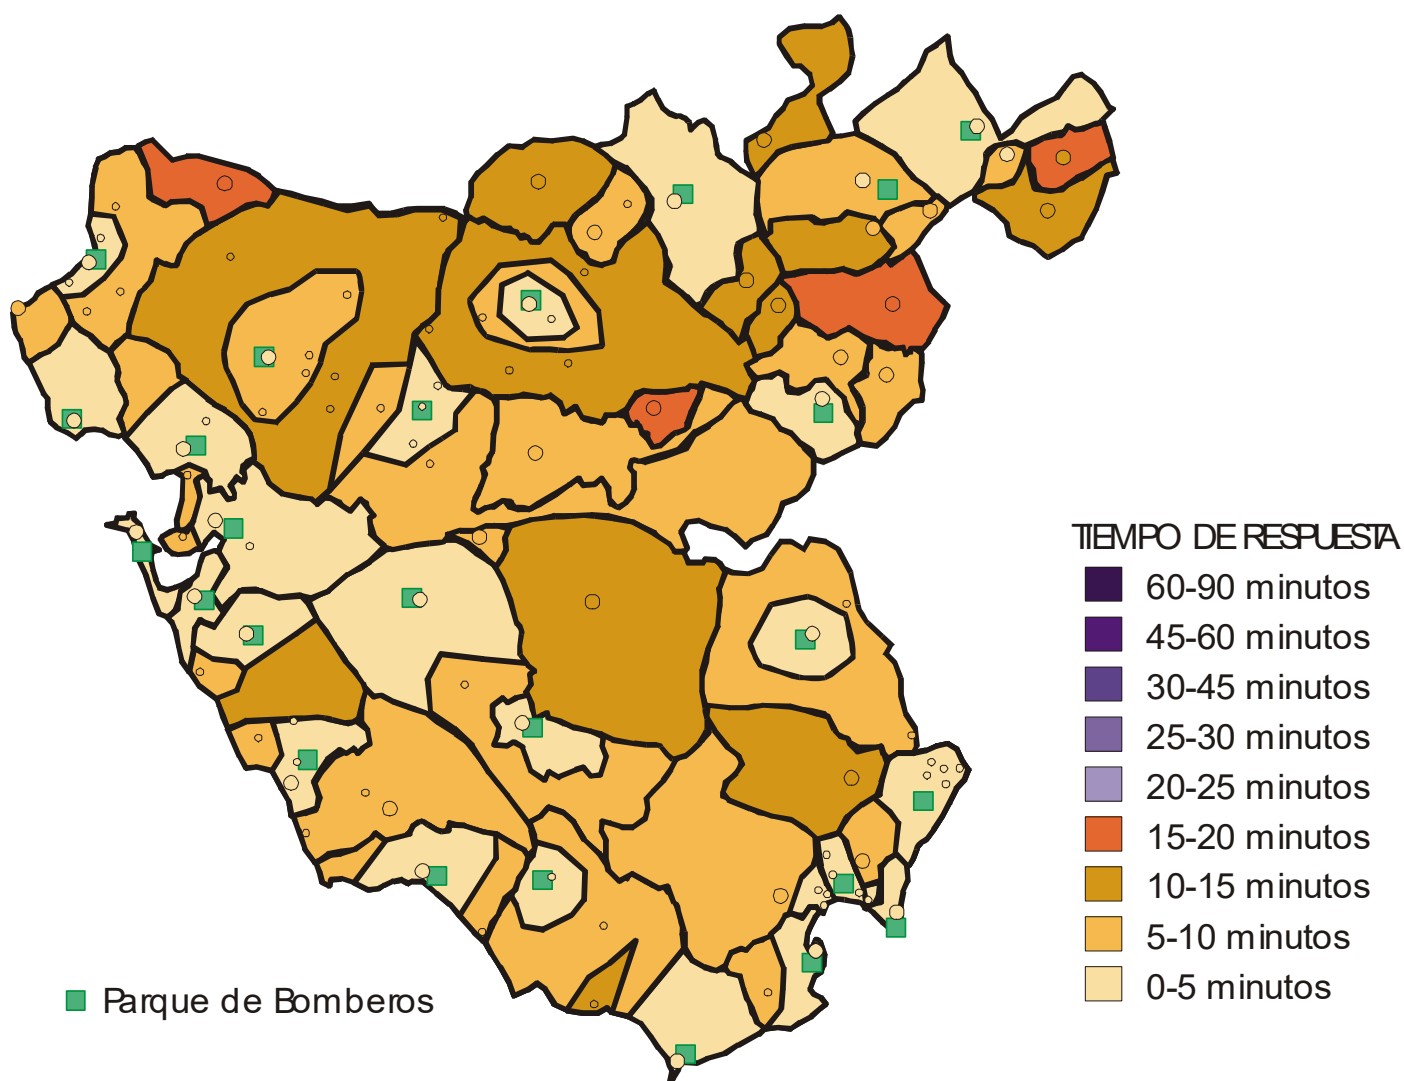 TIEMPO DE RESPUESTA
60-90 minutos
45-60 minutos
30-45 minutos
25-30 minutos
20-25 minutos
15-20 minutos
10-15 minutos
5-10 minutos
0-5 minutos
Parque de Bomberos